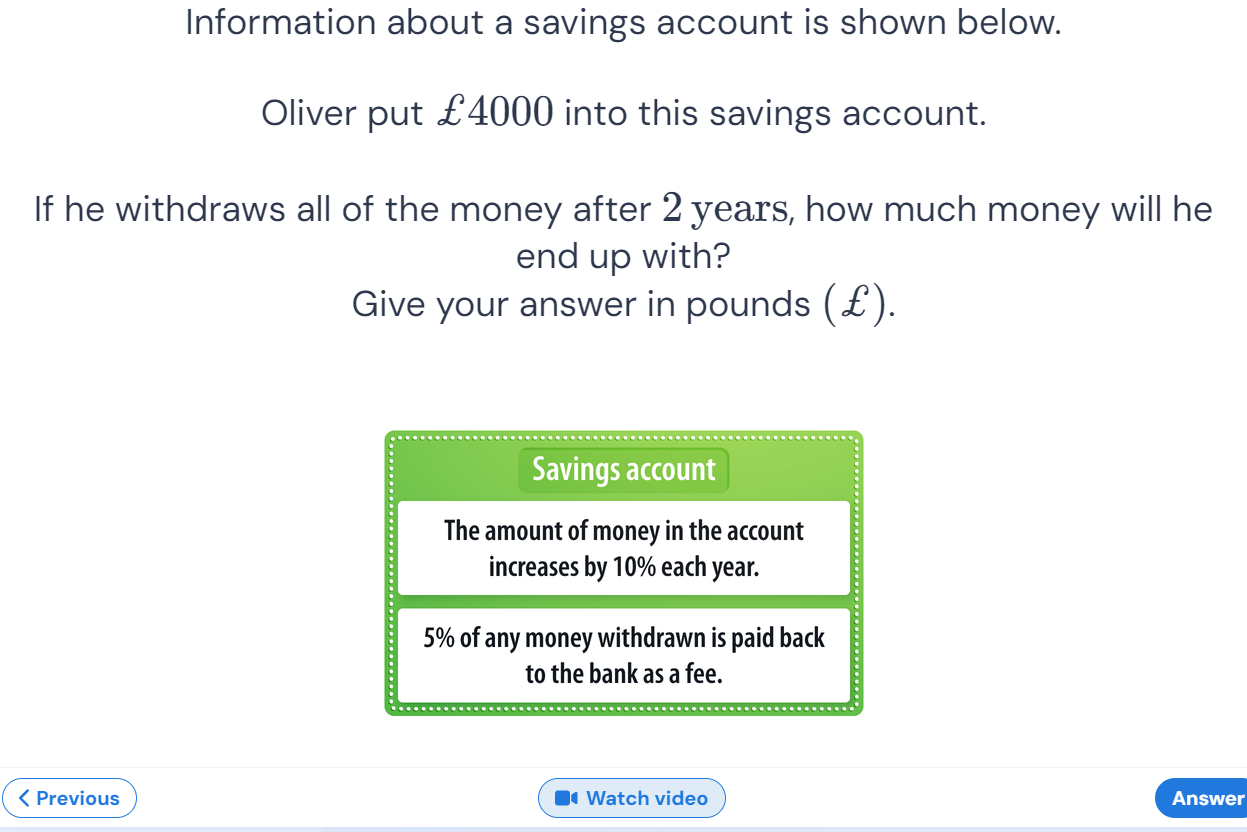 Information about a savings account is shown below.
Oliver put £4000 into this savings account.
If he withdraws all of the money after 2 years, how much money will he
end up with?
Give your answer in pounds (£).
Savings account
The amount of money in the account
increases by 10% each year.
5% of any money withdrawn is paid back
to the bank as a fee.
Previous
Watch video
Answer